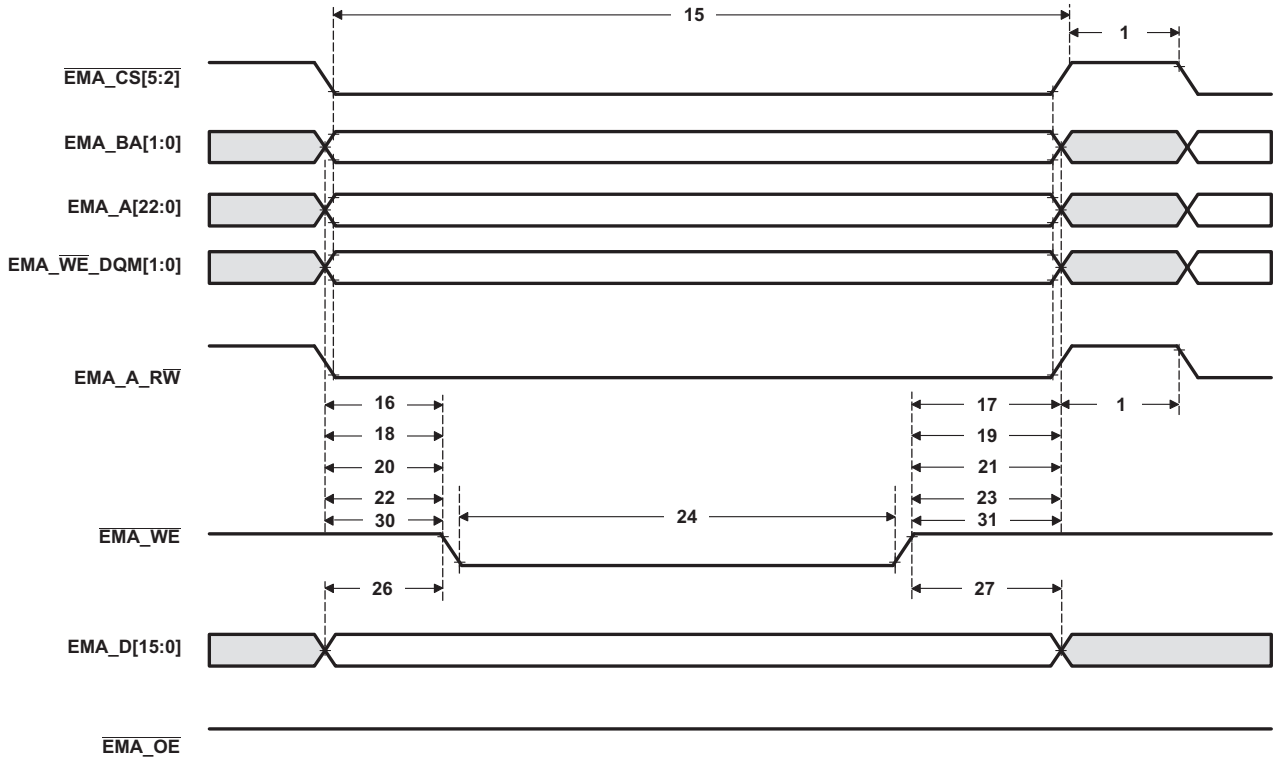 15
1
EMA_CS[5:2]
EMA_BA[1:0]
EMA_A[22:0]
EMA_WE_DQM[1:0]
EMA_A_RW
16 17 1
18 19
20 21
22 23
30 31
24
EMA_WE
26 27
EMA_D[15:0]
EMA_OE